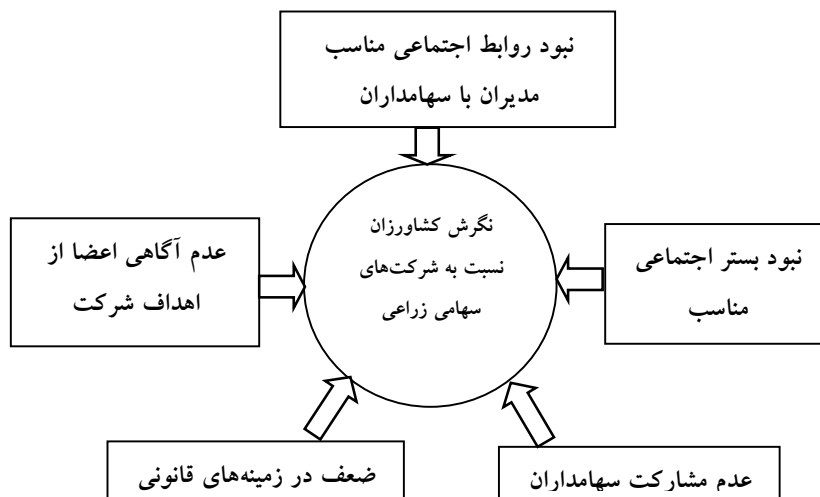 نبود روابط اجتماعی مناسب
مدیران با سهامداران
نگرش کشاورزان
نسبت به شرکت‌های
سهامی زراعی
نبود بستر اجتماعی
مناسب
عدم آگاهی اعضا از
اهداف شرکت
عدم مشارکت سهامداران
ضعف در زمینه‌های قانونی